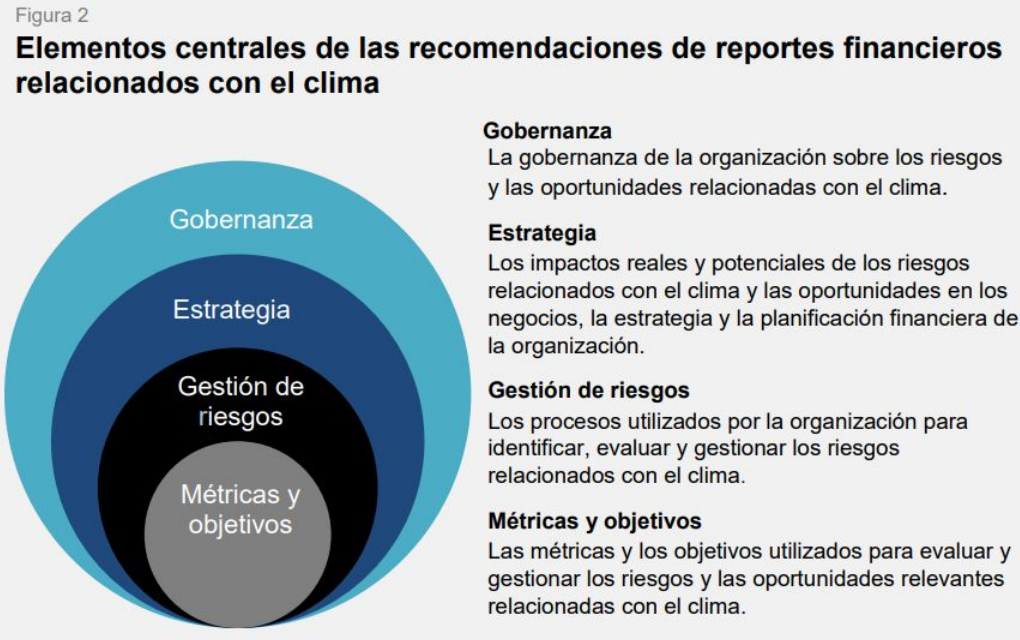 Figura 2
Elementos centrales de las recomendaciones de reportes financieros
relacionados con el clima
Gobernanza
Estrategia
Gestión de
riesgos
Métricas y
objetivos
Gobernanza
La gobernanza de la organización sobre los riesgos
y las oportunidades relacionadas con el clima.
Estrategia
Los impactos reales y potenciales de los riesgos
relacionados con el clima y las oportunidades en los
negocios, la estrategia y la planificación financiera de
la organización.
Gestión de riesgos
Los procesos utilizados por la organización para
identificar, evaluar y gestionar los riesgos
relacionados con el clima.
Métricas y objetivos
Las métricas y los objetivos utilizados para evaluar y
gestionar los riesgos y las oportunidades relevantes
relacionadas con el clima.